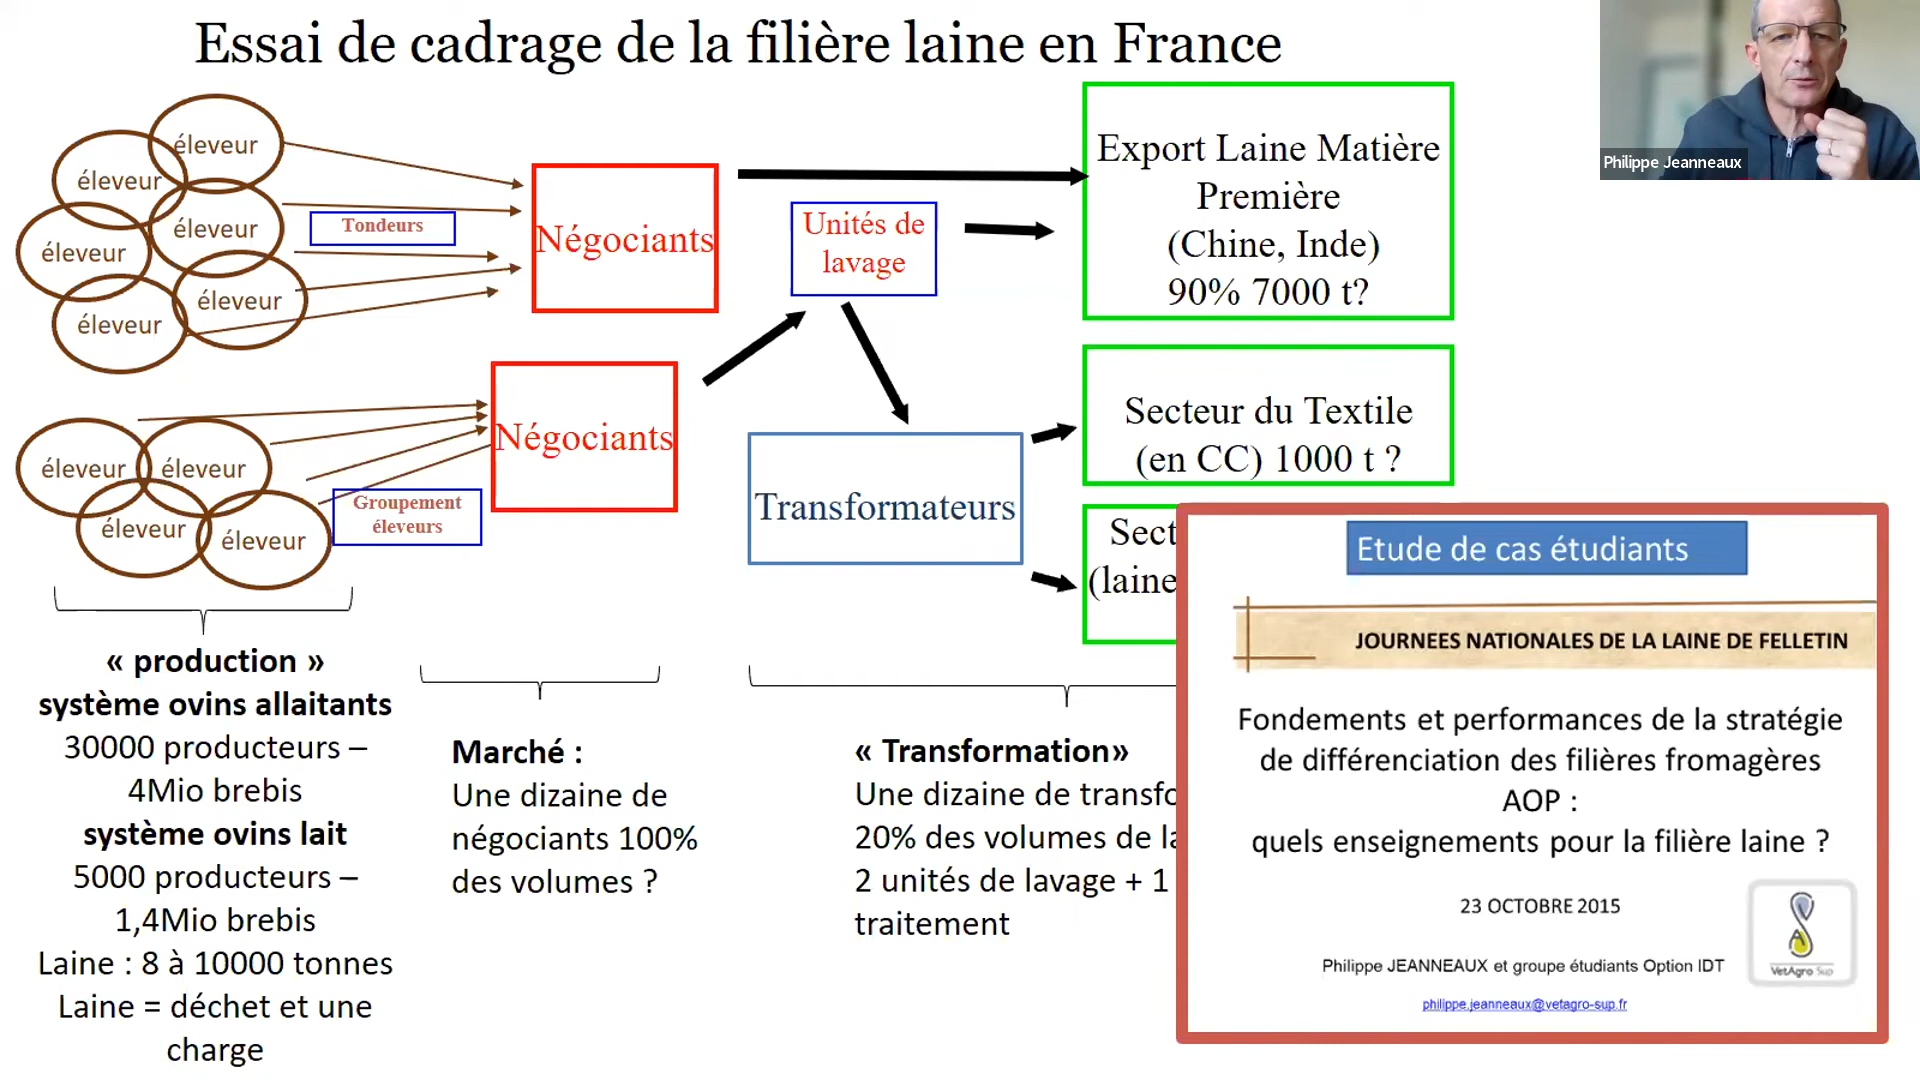 Essai de cadrage de la filière laine en France
Philippe Jeanneaux
éleveur
éleveur
éleveur
éleveur
éleveur
éleveur
Tondeurs
Négociants
Unités de
lavage
Export Laine Matière
Première
(Chine, Inde)
90% 7000 t?
éleveur
éleveur
éleveur
éleveur
Groupement
éleveurs
Négociants
Transformateurs
Secteur du Textile
(en CC) 1000 t ?
Sect
(laine
« production »
système ovins allaitants
30000 producteurs –
4Mio brebis
système ovins lait
5000 producteurs –
1,4Mio brebis
Laine : 8 à 10000 tonnes
Laine = déchet et une
charge
Marché :
Une dizaine de
négociants 100%
des volumes ?
« Transformation»
Une dizaine de transfo
20% des volumes de la
2 unités de lavage + 1
traitement
Etude de cas étudiants
JOURNEES NATIONALES DE LA LAINE DE FELLETIN
Fondements et performances de la stratégie
de différenciation des filières fromagères
AOP :
quels enseignements pour la filière laine ?
23 OCTOBRE 2015
Philippe JEANNEAUX et groupe étudiants Option IDT
philippe.jeanneaux@vetagro-sup.fr
VetAgro Sup